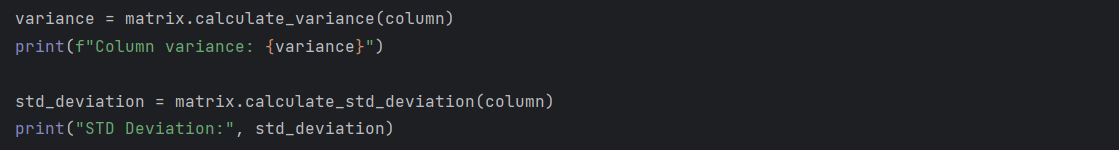 variance = matrix.calculate_variance(column)
print(f"Column variance: {variance}")
std_deviation = matrix.calculate_std_deviation(column)
print("STD Deviation:", std_deviation)